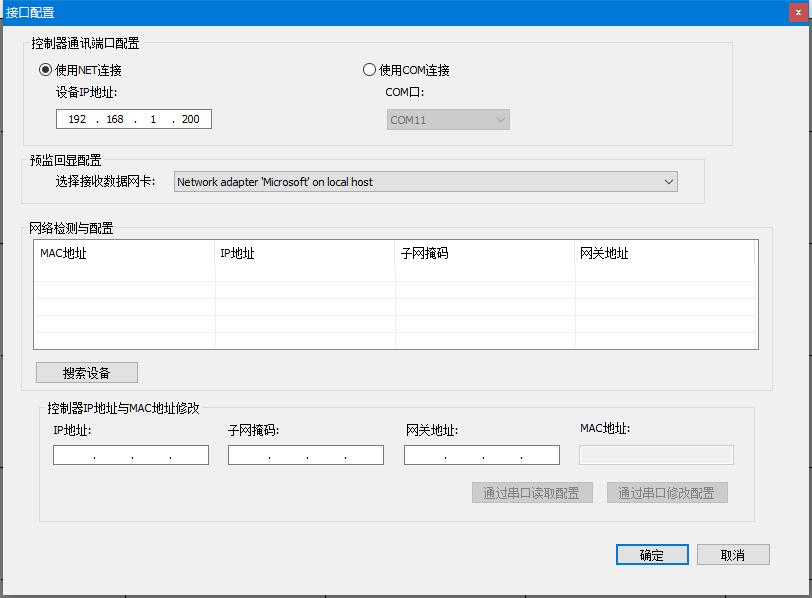 接口配置
x
控制器通讯端口配置
使用NET连接
使用COM连接
设备IP地址:
COM口:
192 . 168 . 1 . 200
COM11
预监回显配置
选择接收数据网卡:
Network adapter 'Microsoft' on local host
网络检测与配置
MAC地址
IP地址
子网掩码
网关地址
搜索设备
控制器IP地址与MAC地址修改
IP地址:
子网掩码:
网关地址:
MAC地址:
. . .
. . .
. . .
通过串口读取配置
通过串口修改配置
确定
取消